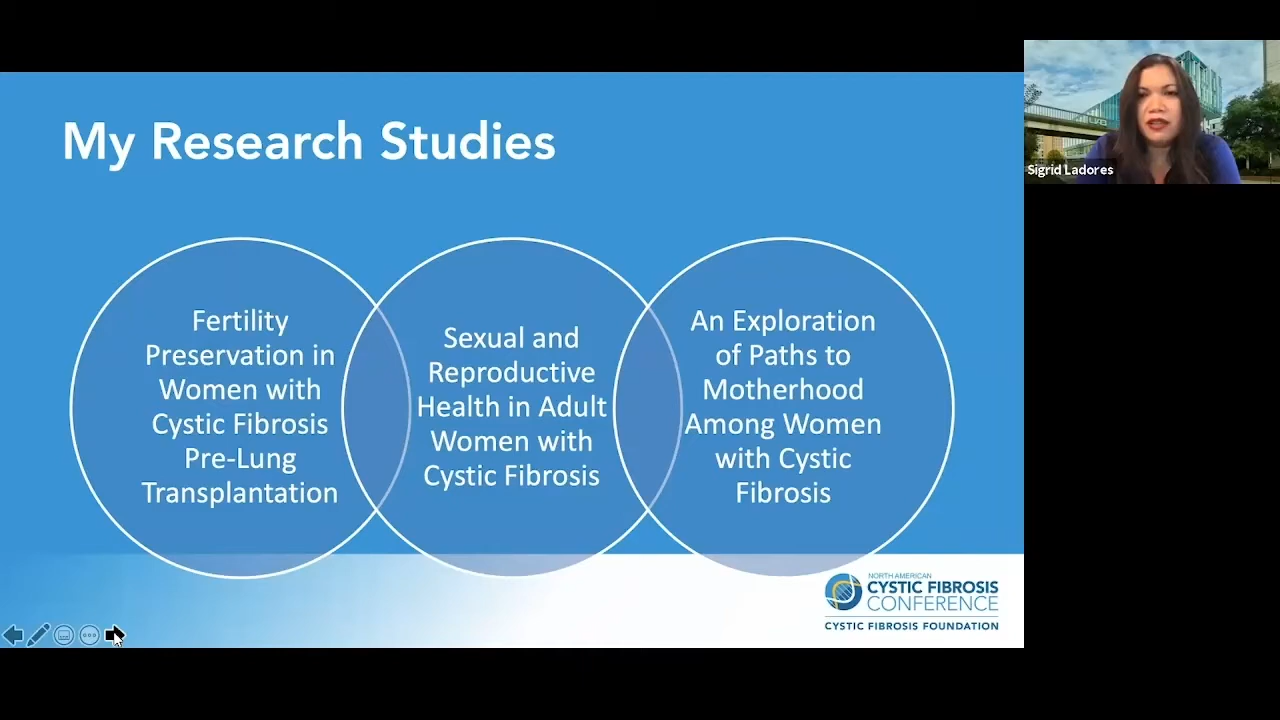 My Research Studies
Fertility
Preservation in
Women with
Cystic Fibrosis
Pre-Lung
Transplantation
Sexual and
Reproductive
Health in Adult
Women with
Cystic Fibrosis
An Exploration
of Paths to
Motherhood
Among Women
with Cystic
Fibrosis
NORTH AMERICAN
CYSTIC FIBROSIS
CONFERENCE
CYSTIC FIBROSIS FOUNDATION
Sigrid Ladores